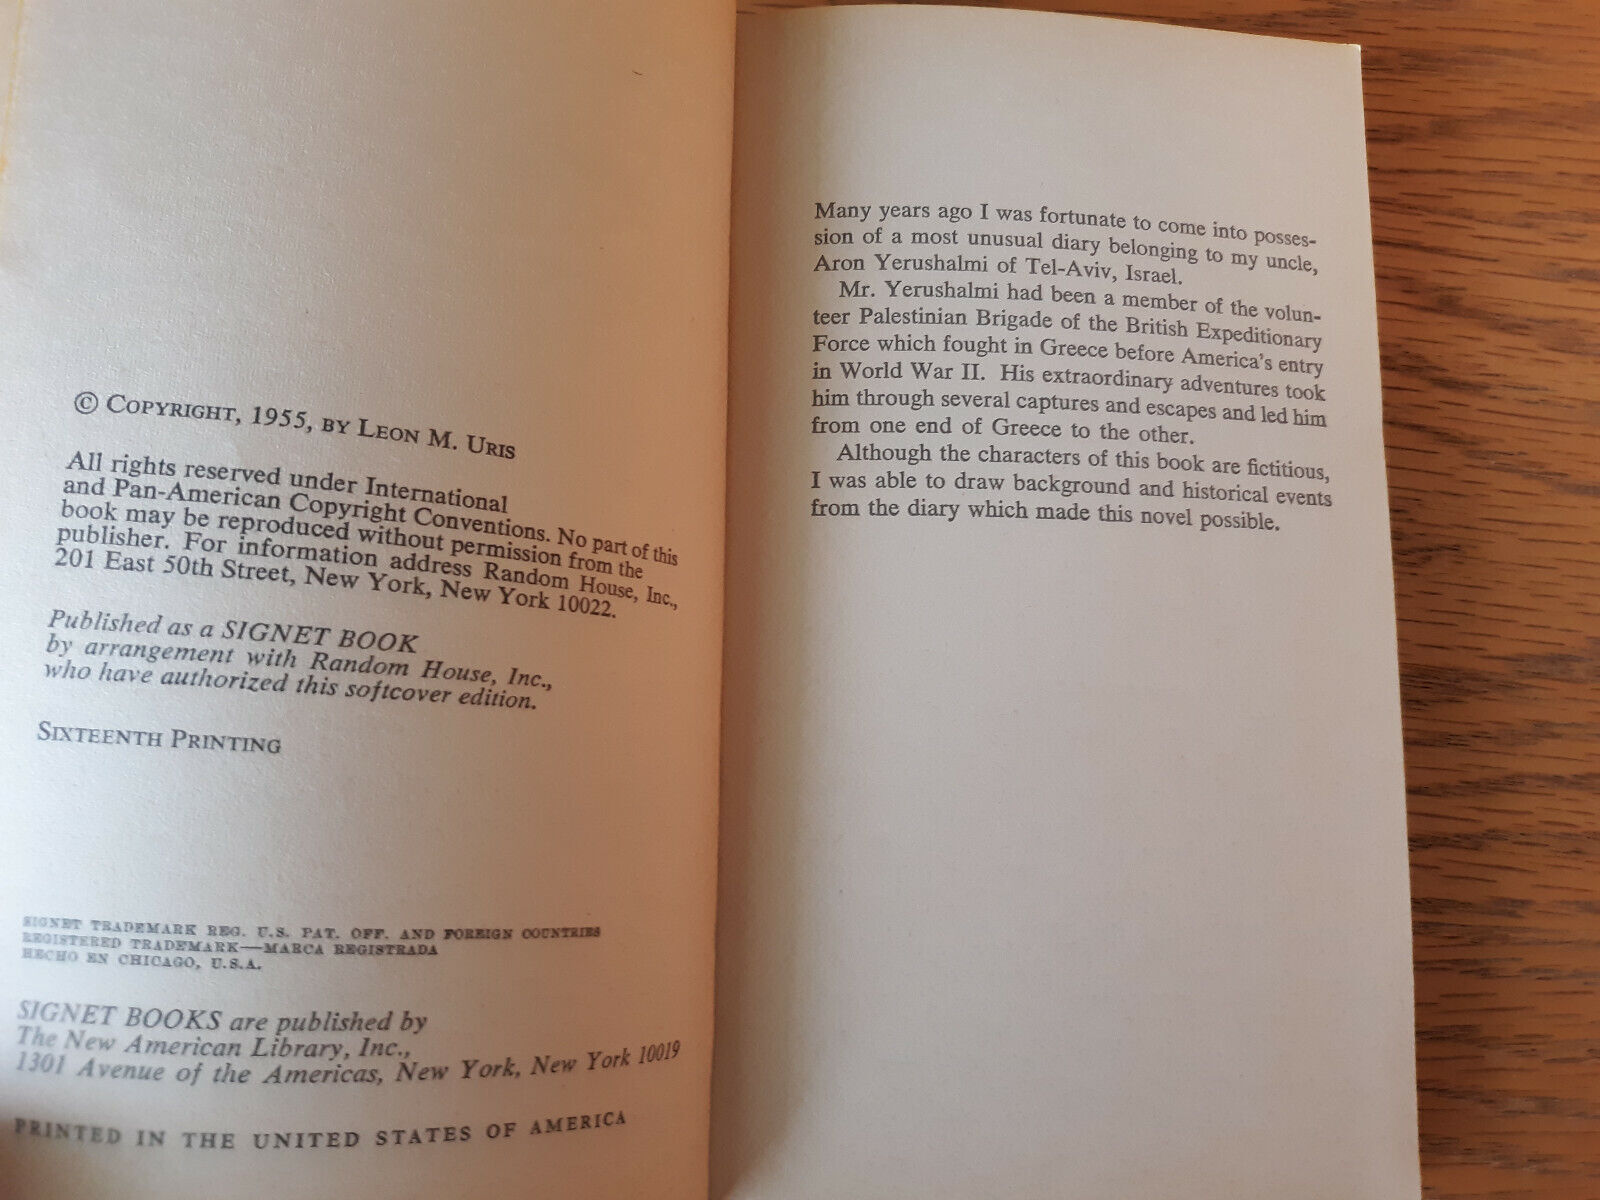 © COPYRIGHT, 1955, BY LEON M. URIS
All rights reserved under International
and Pan-American Copyright Conventions. No part of this
book may be reproduced without permission from the
publisher. For information address Random House, Inc.,
201 East 50th Street, New York, New York 10022.
Published as a SIGNET BOOK
by arrangement with Random House, Inc.,
who have authorized this softcover edition.
SIXTEENTH PRINTING
SIGNET TRADEMARK REG. U.S. PAT. OFF. AND FOREIGN COUNTRIES
REGISTERED TRADEMARK—MARCA REGISTRADA
HECHO EN CHICAGO, U.S.A.
SIGNET BOOKS are published by
The New American Library, Inc.,
1301 Avenue of the Americas, New York, New York 10019
PRINTED IN THE UNITED STATES OF AMERICA
Many years ago I was fortunate to come into posses-
sion of a most unusual diary belonging to my uncle,
Aron Yerushalmi of Tel-Aviv, Israel.
Mr. Yerushalmi had been a member of the volun-
teer Palestinian Brigade of the British Expeditionary
Force which fought in Greece before America's entry
in World War II. His extraordinary adventures took
him through several captures and escapes and led him
from one end of Greece to the other.
Although the characters of this book are fictitious,
I was able to draw background and historical events
from the diary which made this novel possible.